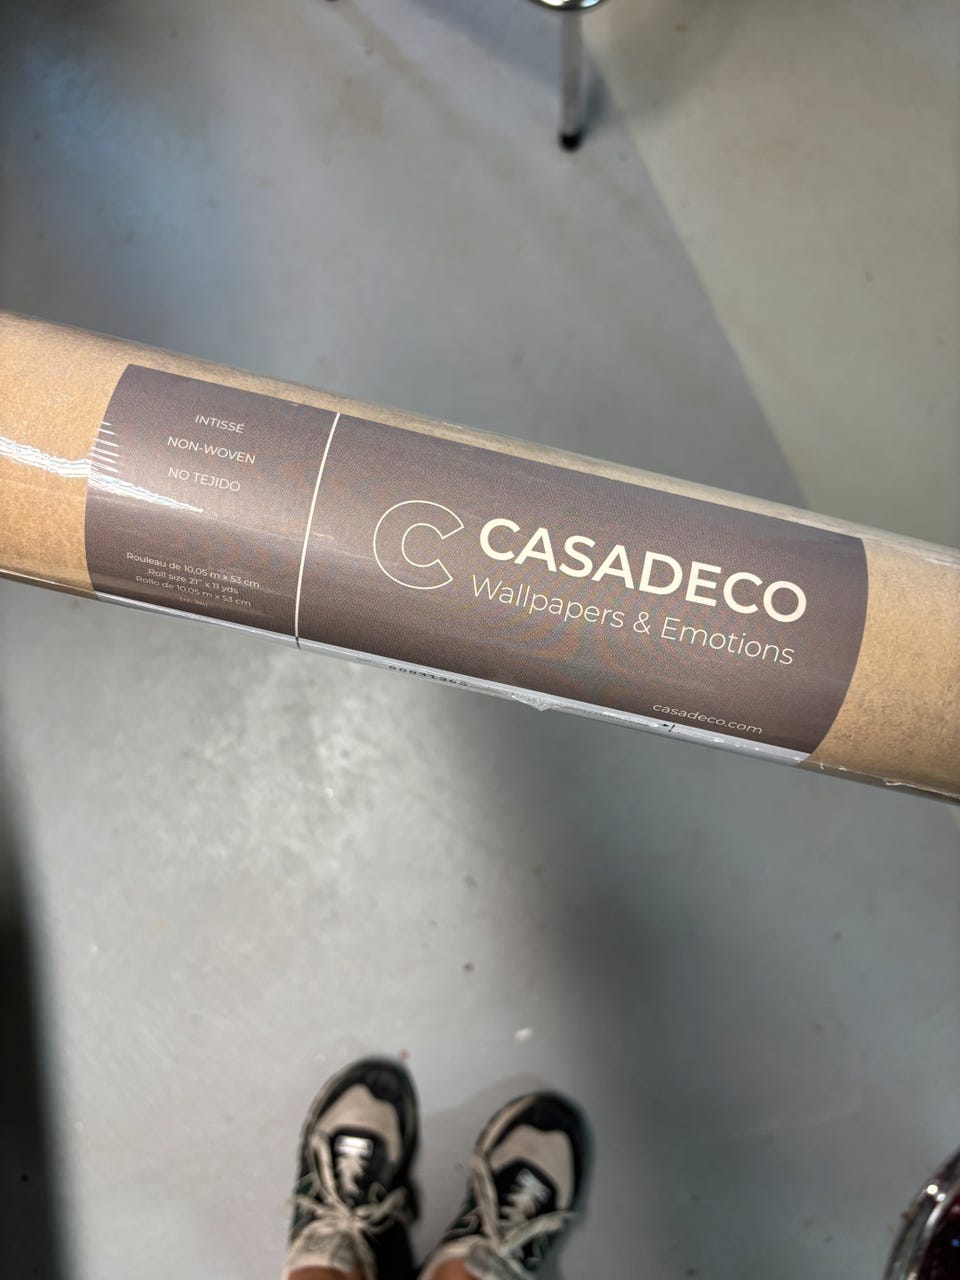 INTISSÉ
NON-WOVEN
NO TEJIDO
Rouleau de 10,05 m x 53 cm
Roll size 21" x 11 yds
Rollo de 10.05 m x 53 cm
C
CASADECO
Wallpapers & Emotions
casadeco.com